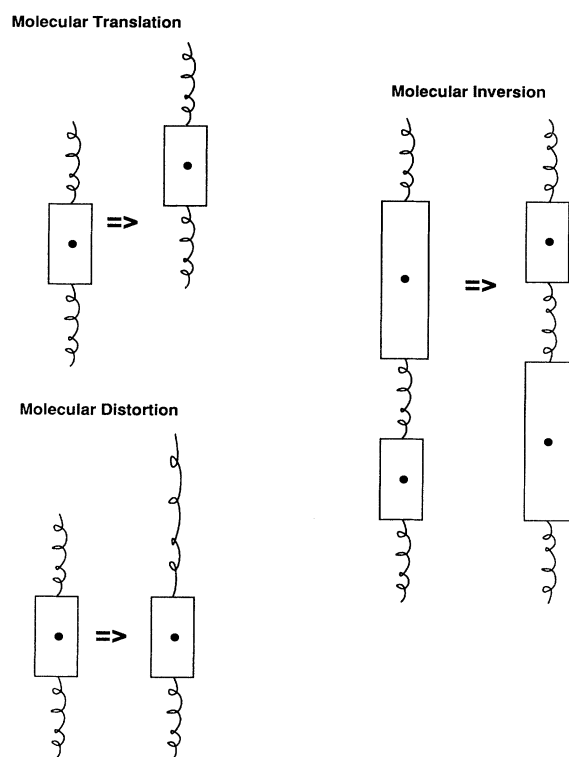 Molecular Translation
Molecular Inversion
=>
=>
Molecular Distortion
=>